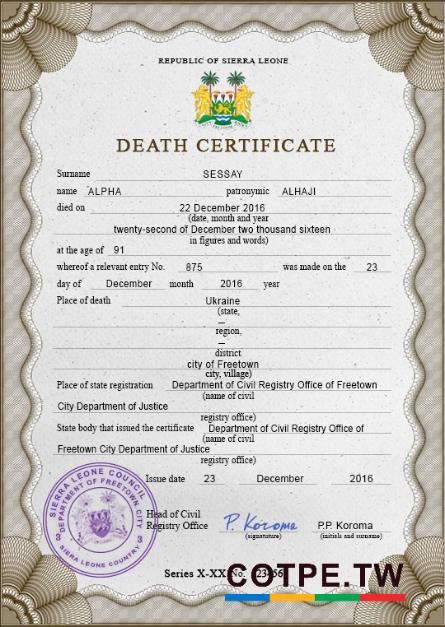 REPUBLIC OF SIERRA LEONE
DEATH CERTIFICATE
Surname SESSAY
name ALPHA patronymic ALHAJI
died on 22 December 2016
(date, month and year
twenty-second of December two thousand sixteen
in figures and words)
at the age of 91
whereof a relevant entry No. 875 was made on the 23
day of December month 2016 year
Place of death Ukraine
(state,
—
region,
—
district
city of Freetown
city, village)
Place of state registration Department of Civil Registry Office of Freetown
(name of civil
City Department of Justice
registry office)
State body that issued the certificate Department of Civil Registry Office of
(name of civil
Freetown City Department of Justice
registry office)
SIERRA LEONE COUNCIL
DEPARTMENT OF FREETOWN CITY
3 3
SIERRA LEONE COUNTRY
Issue date 23 December 2016
Head of Civil
Registry Office P. Koroma P.P. Koroma
(signature) (initials and surname)
Series X-XX No.
COTPE.TW